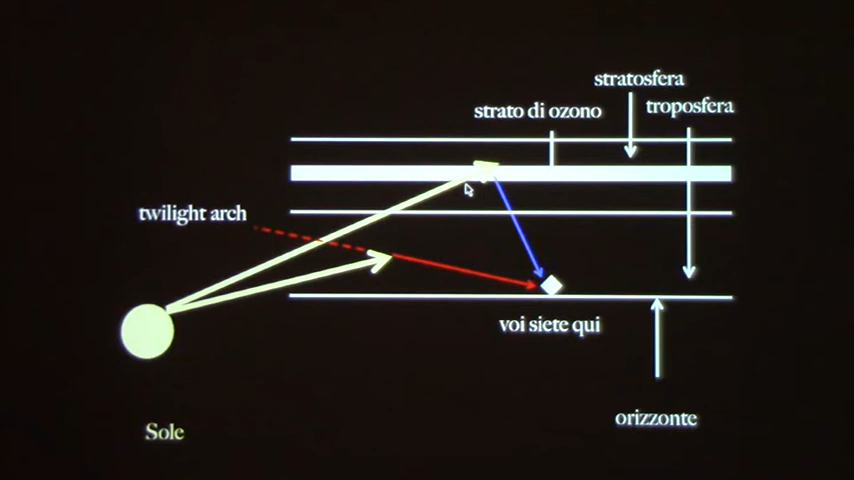 stratosfera
strato di ozono
troposfera
twilight arch
voi siete qui
orizzonte
Sole